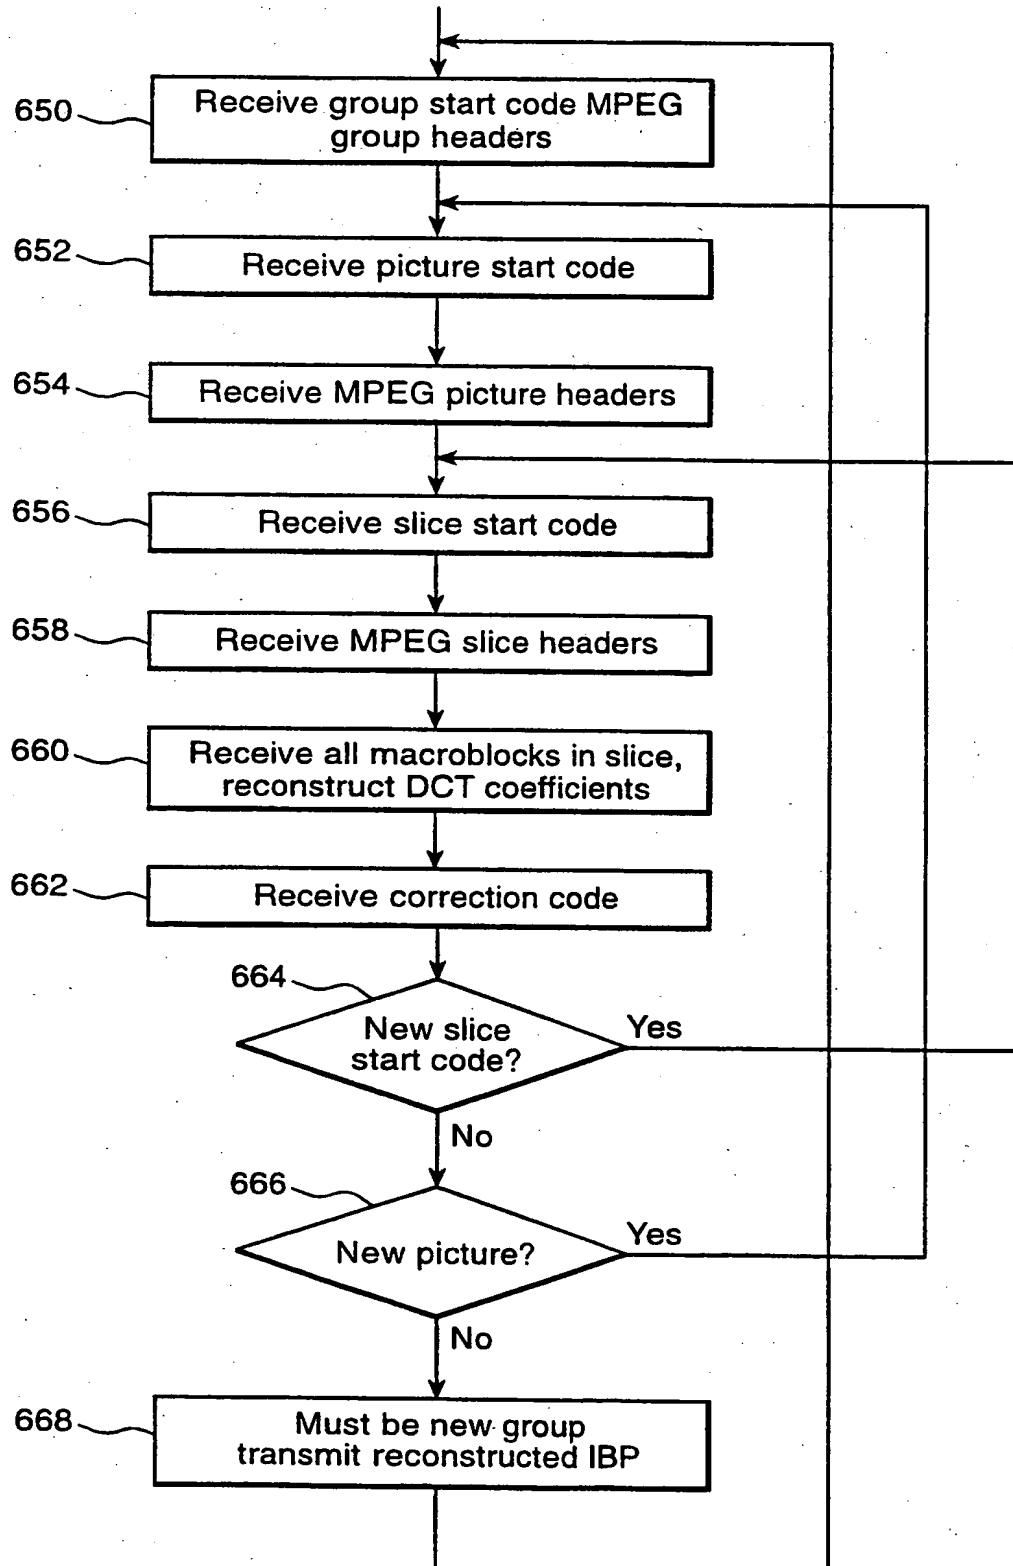 650
Receive group start code MPEG
group headers
652
Receive picture start code
654
Receive MPEG picture headers
656
Receive slice start code
658
Receive MPEG slice headers
660
Receive all macroblocks in slice,
reconstruct DCT coefficients
662
Receive correction code
664
New slice
start code?
Yes
No
666
New picture?
Yes
No
668
Must be new group
transmit reconstructed IBP